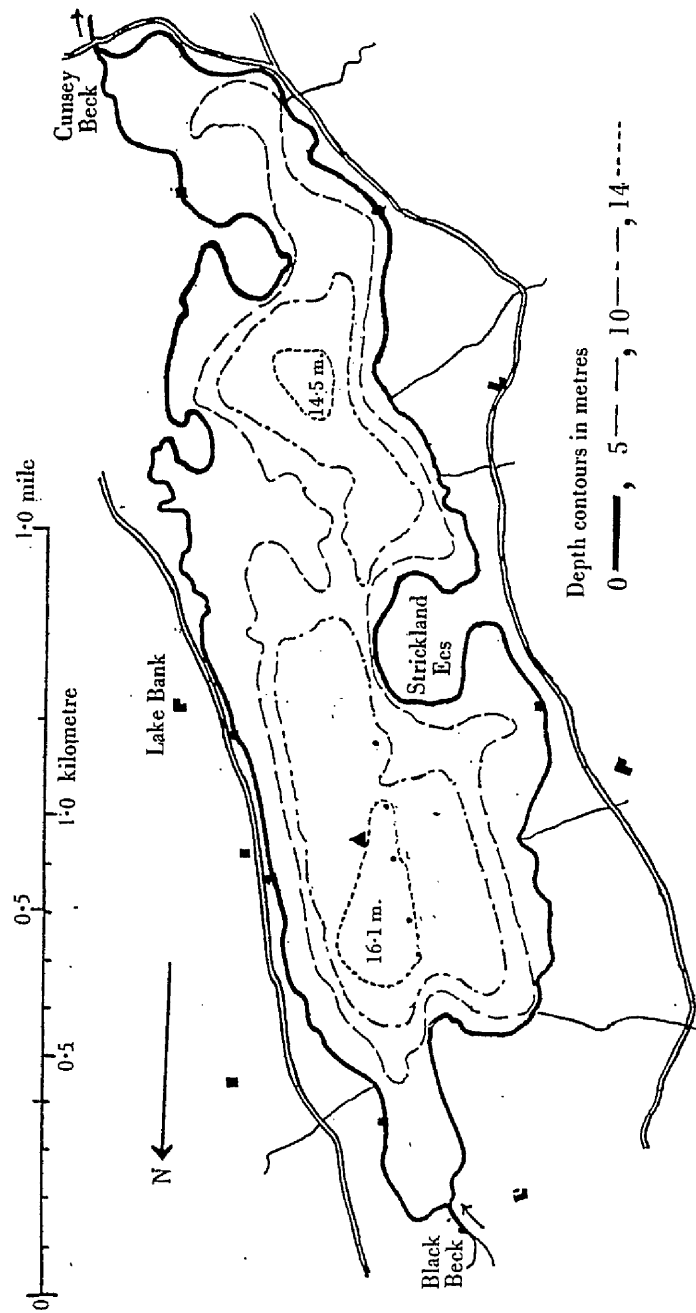 0
0·5
1·0 mile
0·5
1·0 kilometre
N
Lake Bank
Cunsey
Beck
16·1 m.
14·5 m.
Strickland
Ees
Black
Beck
Depth contours in metres
0 , 5 , 10 , 14